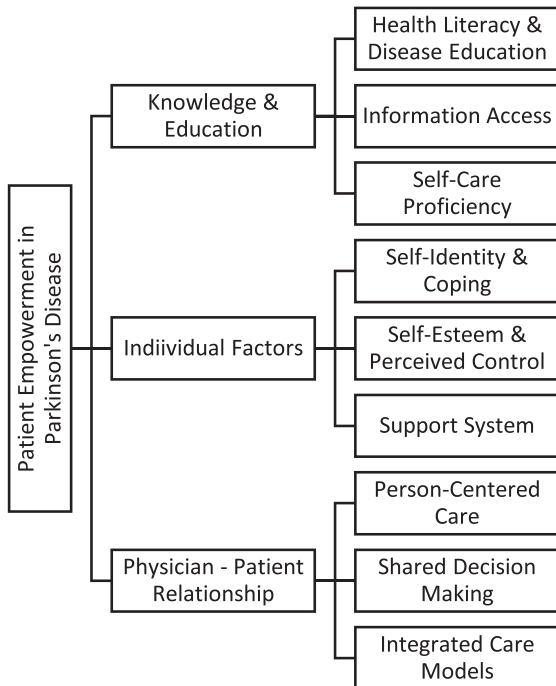 Patient Empowerment in
Parkinson's Disease
Knowledge &
Education
Health Literacy &
Disease Education
Information Access
Self-Care
Proficiency
Indiividual Factors
Self-Identity &
Coping
Self-Esteem &
Perceived Control
Support System
Physician - Patient
Relationship
Person-Centered
Care
Shared Decision
Making
Integrated Care
Models